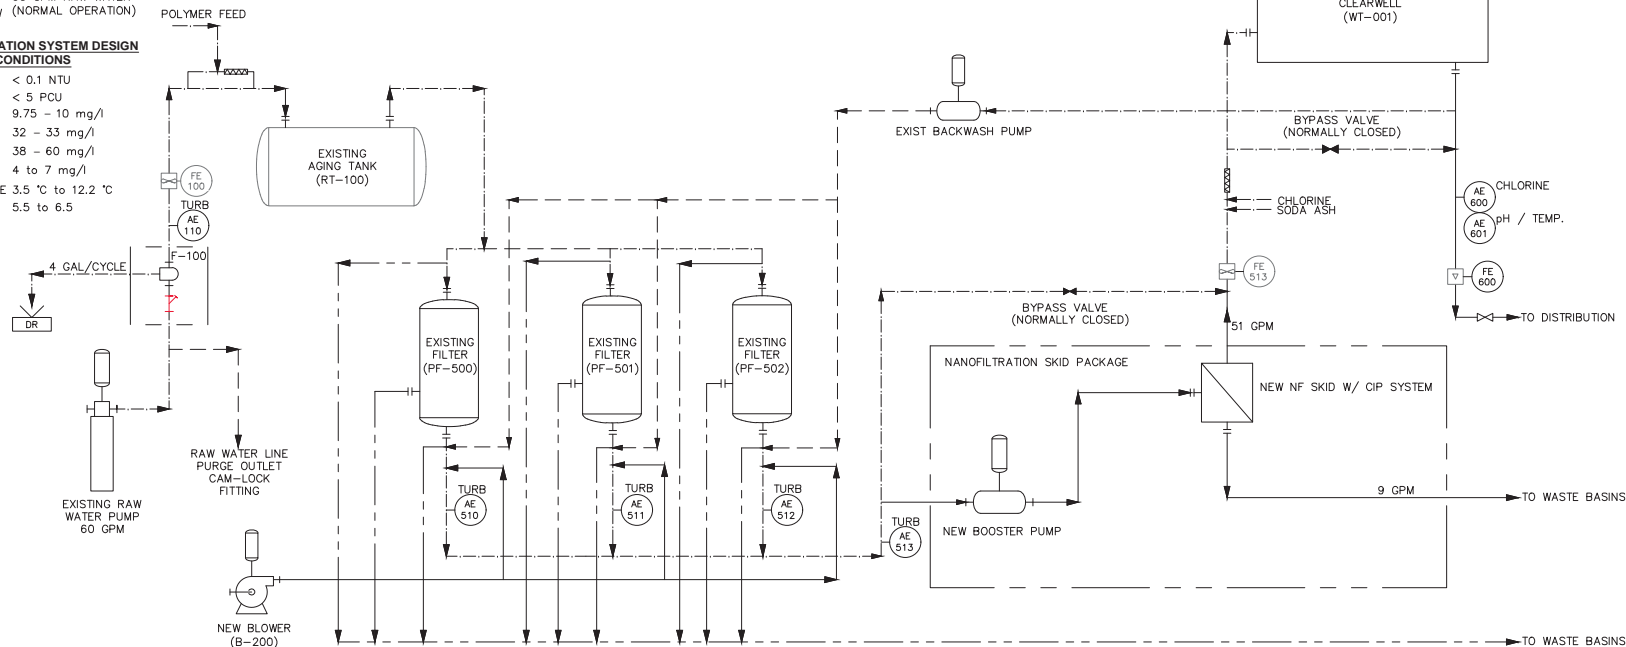 (NORMAL OPERATION)
POLYMER FEED
CLEARWELL
(WT-001)
ATION SYSTEM DESIGN
CONDITIONS
< 0.1 NTU
< 5 PCU
9.75 - 10 mg/l
32 - 33 mg/l
38 - 60 mg/l
4 to 7 mg/l
E 3.5 °C to 12.2 °C
5.5 to 6.5
EXISTING
AGING TANK
(RT-100)
FE
100
TURB
AE
110
F-100
4 GAL/CYCLE
DR
EXIST BACKWASH PUMP
BYPASS VALVE
(NORMALLY CLOSED)
CHLORINE
SODA ASH
AE
600
CHLORINE
AE
601
pH / TEMP.
FE
513
FE
600
BYPASS VALVE
(NORMALLY CLOSED)
51 GPM
TO DISTRIBUTION
EXISTING
FILTER
(PF-500)
EXISTING
FILTER
(PF-501)
EXISTING
FILTER
(PF-502)
NANOFILTRATION SKID PACKAGE
NEW NF SKID W/ CIP SYSTEM
RAW WATER LINE
PURGE OUTLET
CAM-LOCK
FITTING
EXISTING RAW
WATER PUMP
60 GPM
TURB
AE
510
TURB
AE
511
TURB
AE
512
TURB
AE
513
NEW BOOSTER PUMP
9 GPM
TO WASTE BASINS
NEW BLOWER
(B-200)
TO WASTE BASINS